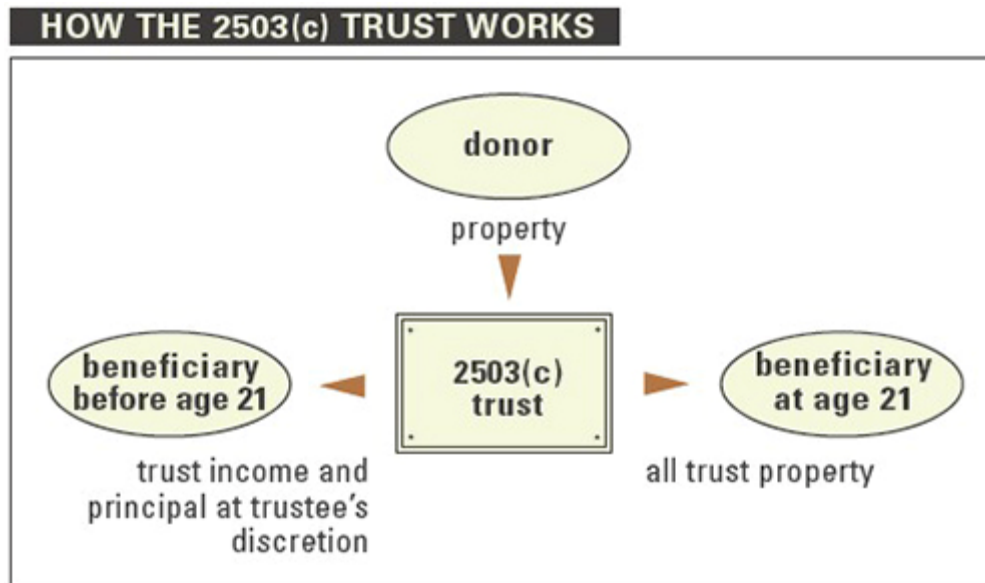 HOW THE 2503(c) TRUST WORKS
donor
property
beneficiary
before age 21
2503(c)
trust
beneficiary
at age 21
trust income and
principal at trustee's
discretion
all trust property